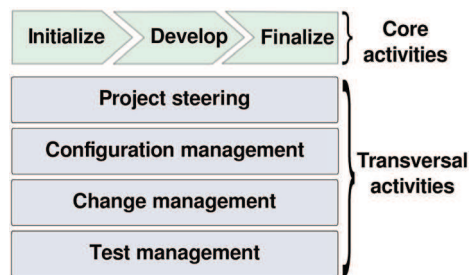 Initialize Develop Finalize
Core
activities
Project steering
Configuration management
Change management
Test management
Transversal
activities